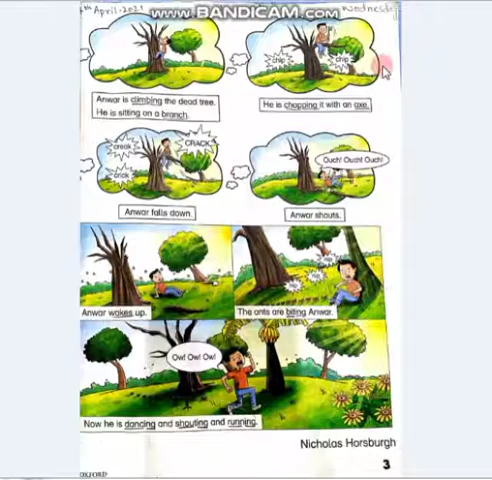 th April-2021
www.BANDICAM.com
Wednesday
chip
chip
Anwar is climbing the dead tree.
He is sitting on a branch.
He is chopping it with an axe.
creak
CRACK
crick
Ouch! Ouch! Ouch!
Anwar falls down.
Anwar shouts.
Anwar wakes up.
The ants are biting Anwar.
Ow! Ow! Ow!
Now he is dancing and shouting and running.
Nicholas Horsburgh
3
OXFORD